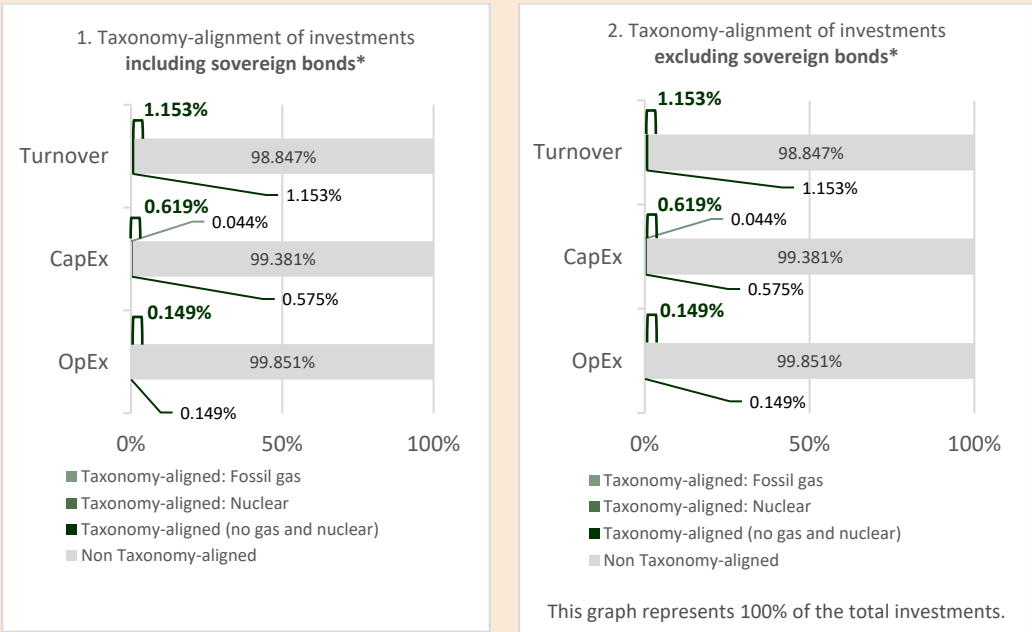 1. Taxonomy-alignment of investments
including sovereign bonds*
1.153%
Turnover
98.847%
1.153%
0.619%
0.044%
CapEx
99.381%
0.575%
0.149%
OpEx
99.851%
0.149%
0%
50%
100%
Taxonomy-aligned: Fossil gas
Taxonomy-aligned: Nuclear
Taxonomy-aligned (no gas and nuclear)
Non Taxonomy-aligned
2. Taxonomy-alignment of investments
excluding sovereign bonds*
1.153%
Turnover
98.847%
1.153%
0.619%
0.044%
CapEx
99.381%
0.575%
0.149%
OpEx
99.851%
0.149%
0%
50%
100%
Taxonomy-aligned: Fossil gas
Taxonomy-aligned: Nuclear
Taxonomy-aligned (no gas and nuclear)
Non Taxonomy-aligned
This graph represents 100% of the total investments.